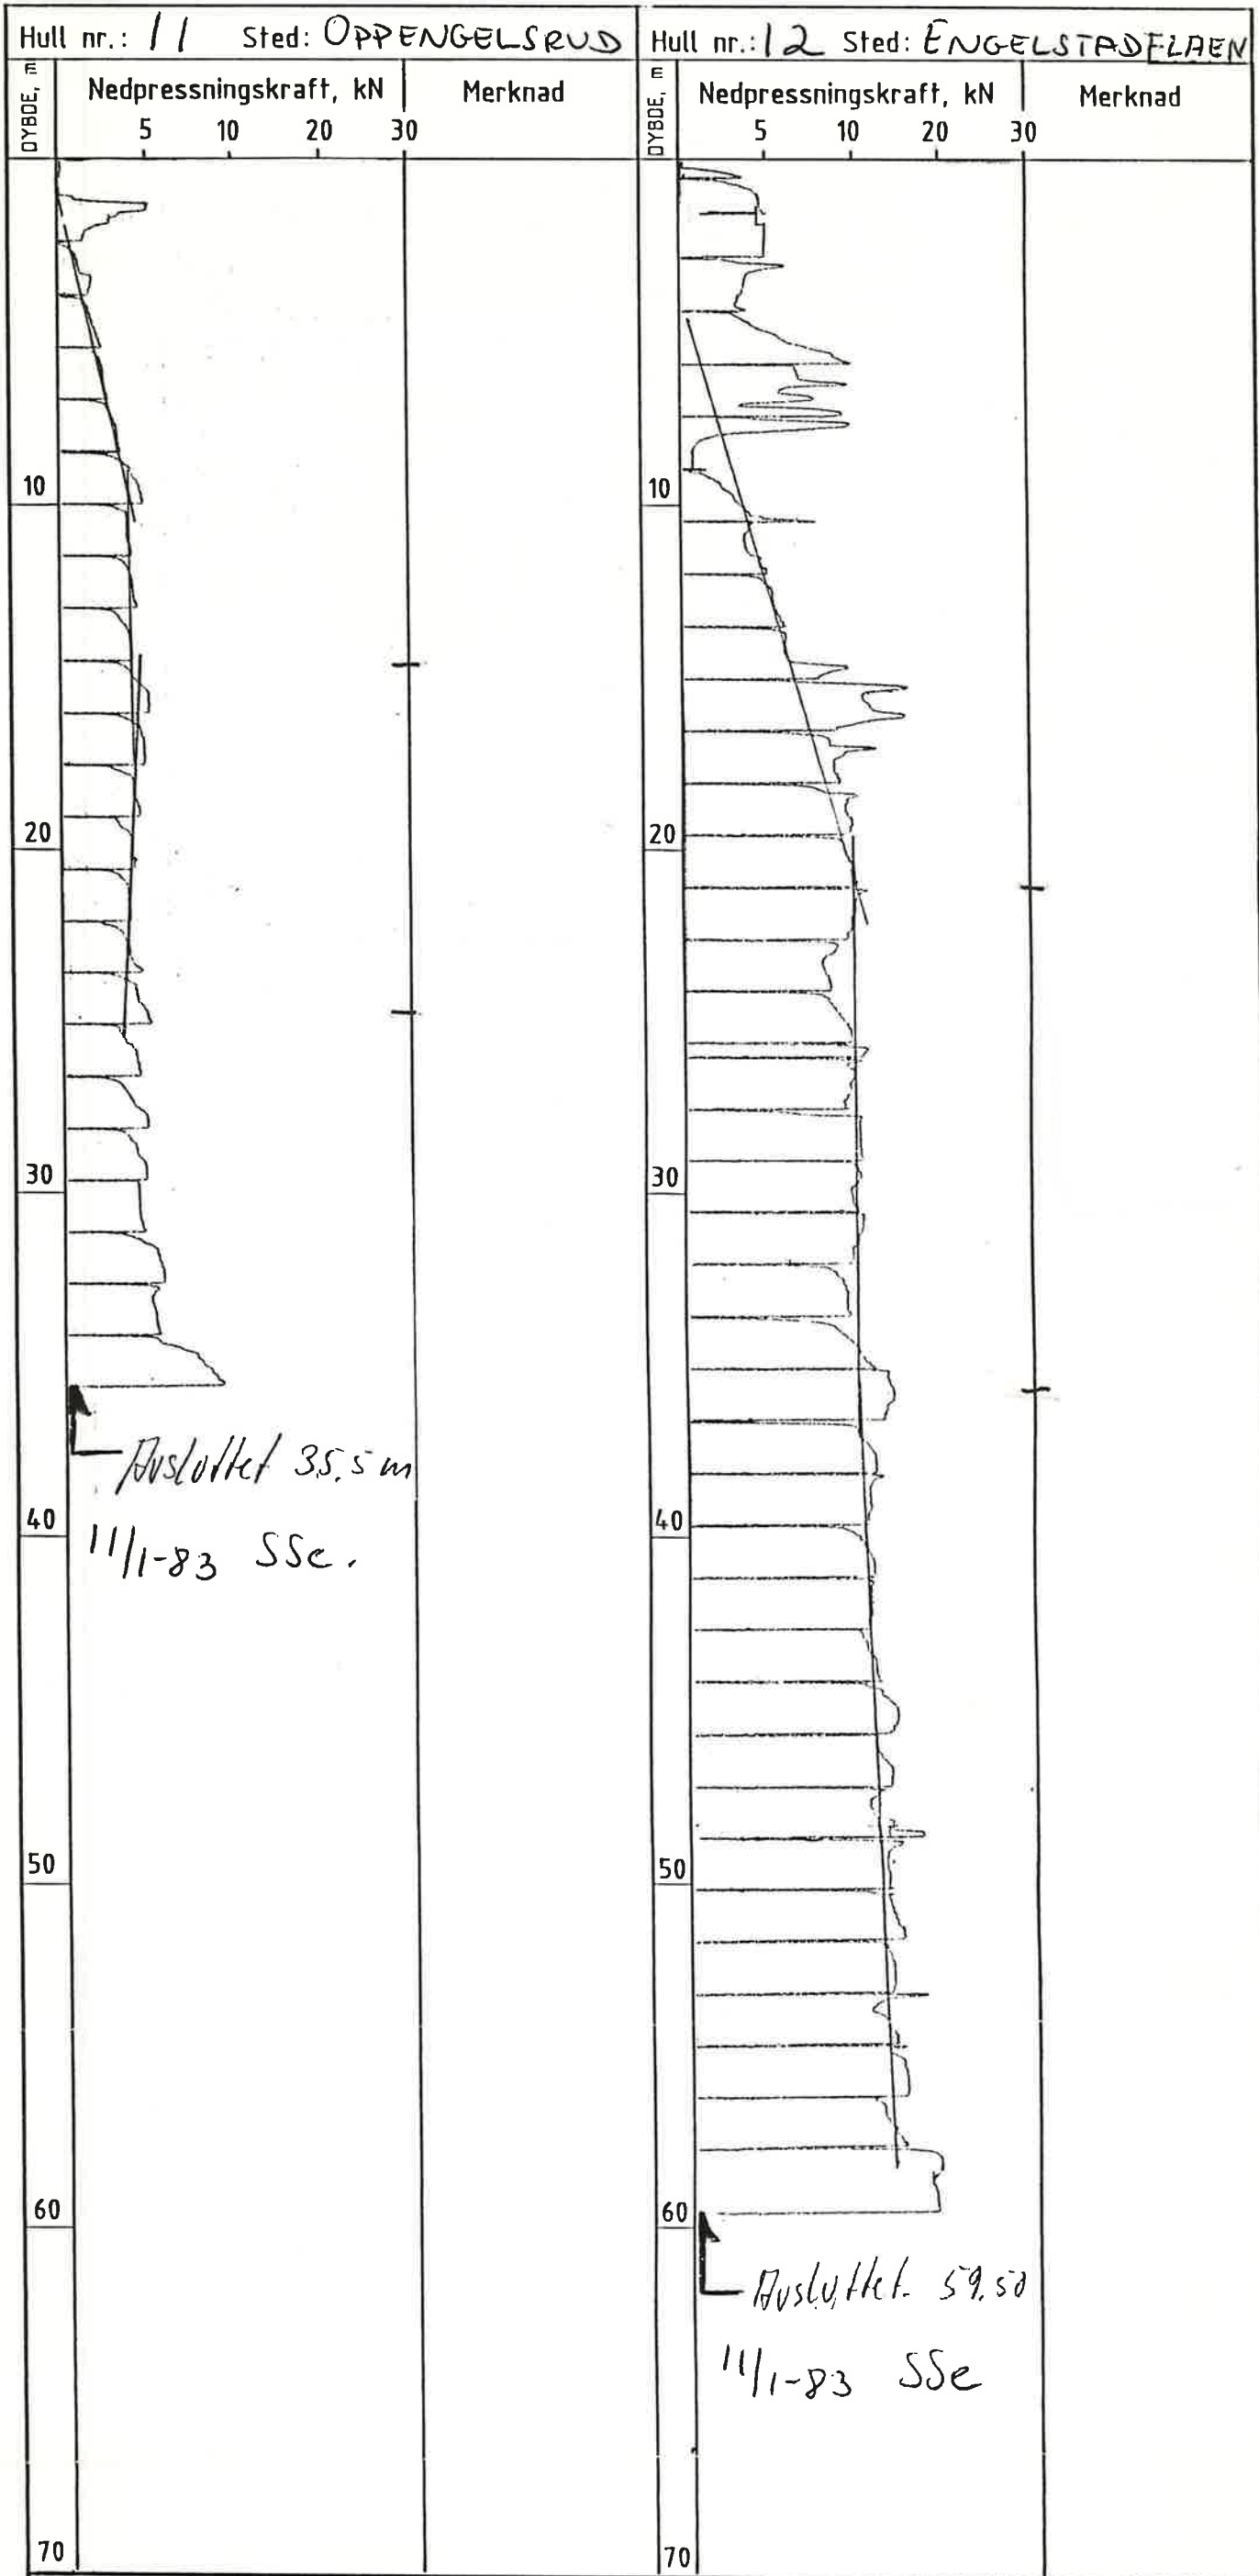 Hull nr.: 11 Sted: OPPENGELSRUD
DYBDE, m
Nedpressningskraft, kN
Merknad
5 10 20 30
10
20
30
Avsluttet 35.5 m
40
11/1-83 SSe.
50
60
70
Hull nr.: 12 Sted: ENGELSTADFLAEN
DYBDE, m
Nedpressningskraft, kN
Merknad
5 10 20 30
10
20
30
40
50
60
Avsluttet. 59.50
11/1-83 SSe
70